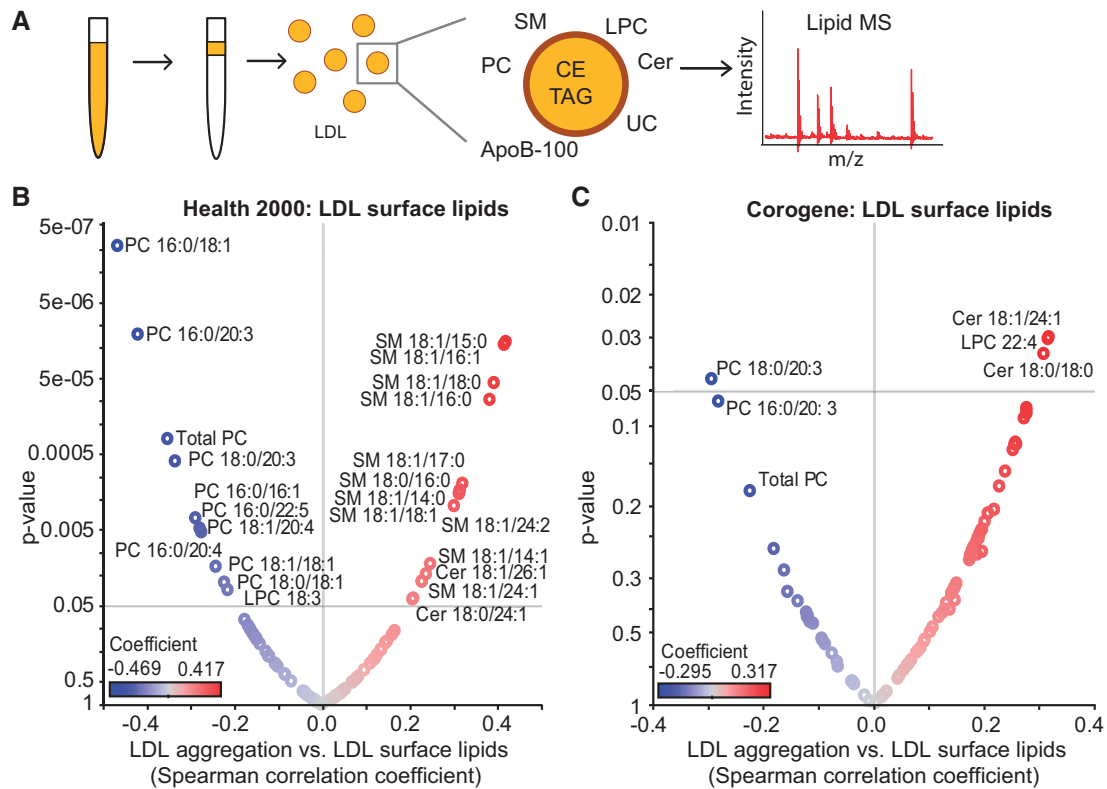 A
SM
LPC
PC
CE
TAG
Cer
UC
ApoB-100
LDL
Lipid MS
Intensity
m/z
B
Health 2000: LDL surface lipids
5e-07
5e-06
5e-05
0.0005
0.005
0.05
0.5
1
p-value
PC 16:0/18:1
PC 16:0/20:3
Total PC
PC 18:0/20:3
PC 16:0/16:1
PC 16:0/22:5
PC 18:1/20:4
PC 16:0/20:4
PC 18:1/18:1
PC 18:0/18:1
LPC 18:3
SM 18:1/15:0
SM 18:1/16:1
SM 18:1/18:0
SM 18:1/16:0
SM 18:1/17:0
SM 18:0/16:0
SM 18:1/14:0
SM 18:1/18:1
SM 18:1/24:2
SM 18:1/14:1
Cer 18:1/26:1
SM 18:1/24:1
Cer 18:0/24:1
Coefficient
-0.469 0.417
-0.4 -0.2 0.0 0.2 0.4
LDL aggregation vs. LDL surface lipids
(Spearman correlation coefficient)
C
Corogene: LDL surface lipids
0.01
0.02
0.03
0.05
0.1
0.2
0.3
0.5
1
p-value
Cer 18:1/24:1
LPC 22:4
Cer 18:0/18:0
PC 18:0/20:3
PC 16:0/20: 3
Total PC
Coefficient
-0.295 0.317
-0.4 -0.2 0.0 0.2 0.4
LDL aggregation vs. LDL surface lipids
(Spearman correlation coefficient)